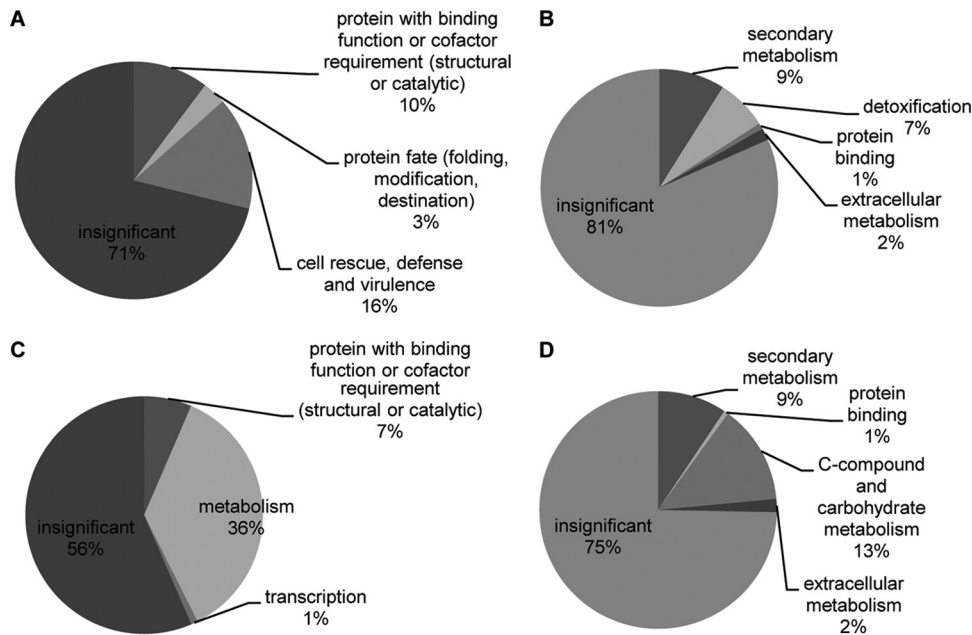 A
protein with binding
function or cofactor
requirement (structural
or catalytic)
10%
protein fate (folding,
modification,
destination)
3%
insignificant
71%
cell rescue, defense
and virulence
16%
B
secondary
metabolism
9%
detoxification
7%
protein
binding
1%
extracellular
metabolism
2%
insignificant
81%
C
protein with binding
function or cofactor
requirement
(structural or catalytic)
7%
metabolism
36%
insignificant
56%
transcription
1%
D
secondary
metabolism
9%
protein
binding
1%
C-compound
and
carbohydrate
metabolism
13%
insignificant
75%
extracellular
metabolism
2%